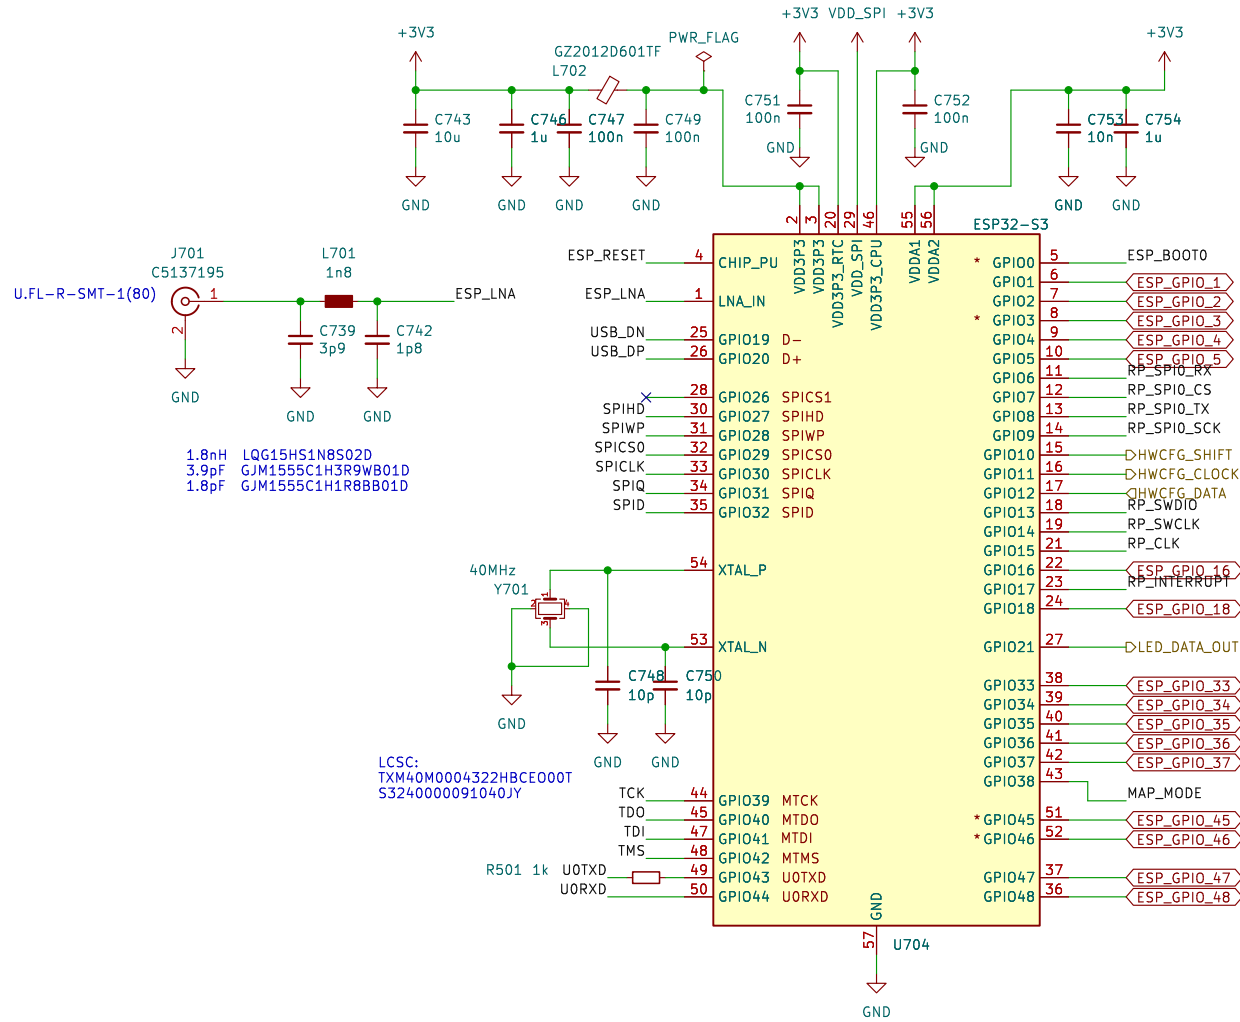 +3V3
VDD_SPI
+3V3
+3V3
PWR_FLAG
+3V3
GZ2012D601TF
L702
C743
10u
C746
1u
C747
100n
C749
100n
C751
100n
C752
100n
C753
10n
C754
1u
GND
GND
GND
GND
GND
GND
GND
GND
2
3
20
29
46
55
56
ESP32-S3
VDD3P3
VDD3P3
VDD3P3_RTC
VDD_SPI
VDD3P3_CPU
VDDA1
VDDA2
J701
C5137195
U.FL-R-SMT-1(80)
1
2
GND
L701
1n8
ESP_LNA
C739
3p9
C742
1p8
GND
GND
1.8nH LQG15HS1N8S02D
3.9pF GJM1555C1H3R9WB01D
1.8pF GJM1555C1H1R8BB01D
ESP_RESET 4 CHIP_PU
ESP_LNA 1 LNA_IN
USB_DN 25 GPIO19 D-
USB_DP 26 GPIO20 D+
28 GPIO26 SPICS1
SPIHD 30 GPIO27 SPIHD
SPIWP 31 GPIO28 SPIWP
SPICS0 32 GPIO29 SPICS0
SPICLK 33 GPIO30 SPICLK
SPIQ 34 GPIO31 SPIQ
SPID 35 GPIO32 SPID
54 XTAL_P
53 XTAL_N
40MHz
Y701
1
2
4
3
GND
C748
10p
C750
10p
GND
GND
LCSC:
TXM40M0004322HBCEO00T
S3240000091040JY
TCK 44 GPIO39 MTCK
TDO 45 GPIO40 MTDO
TDI 47 GPIO41 MTDI
TMS 48 GPIO42 MTMS
R501 1k U0TXD 49 GPIO43 U0TXD
U0RXD 50 GPIO44 U0RXD
* GPIO0 5 ESP_BOOT0
GPIO1 6 ESP_GPIO_1
GPIO2 7 ESP_GPIO_2
* GPIO3 8 ESP_GPIO_3
GPIO4 9 ESP_GPIO_4
GPIO5 10 ESP_GPIO_5
GPIO6 11 RP_SPI0_RX
GPIO7 12 RP_SPI0_CS
GPIO8 13 RP_SPI0_TX
GPIO9 14 RP_SPI0_SCK
GPIO10 15 HWCFG_SHIFT
GPIO11 16 HWCFG_CLOCK
GPIO12 17 HWCFG_DATA
GPIO13 18 RP_SWDIO
GPIO14 19 RP_SWCLK
GPIO15 21 RP_CLK
GPIO16 22 ESP_GPIO_16
GPIO17 23 RP_INTERRUPT
GPIO18 24 ESP_GPIO_18
GPIO21 27 LED_DATA_OUT
GPIO33 38 ESP_GPIO_33
GPIO34 39 ESP_GPIO_34
GPIO35 40 ESP_GPIO_35
GPIO36 41 ESP_GPIO_36
GPIO37 42 ESP_GPIO_37
GPIO38 43 MAP_MODE
* GPIO45 51 ESP_GPIO_45
* GPIO46 52 ESP_GPIO_46
GPIO47 37 ESP_GPIO_47
GPIO48 36 ESP_GPIO_48
GND
57
U704
GND